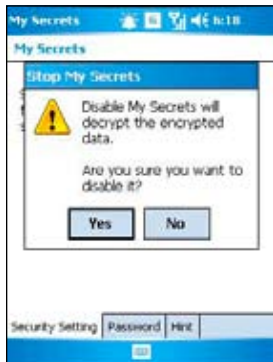 My Secrets 6:18
My Secrets
Stop My Secrets
Disable My Secrets will
decrypt the encrypted
data.
Are you sure you want to
disable it?
Yes No
Security Setting Password Hint